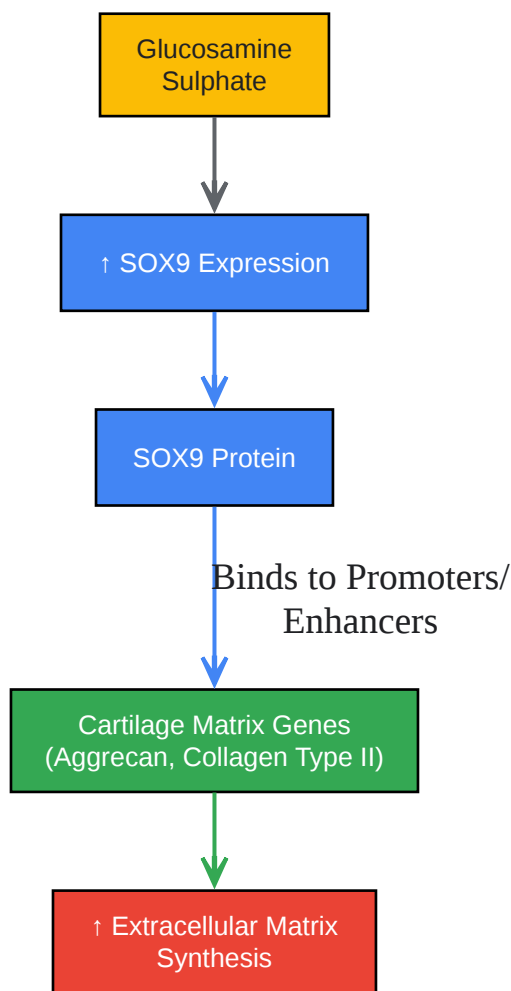 Glucosamine
Sulphate
↑ SOX9 Expression
SOX9 Protein
Binds to Promoters/
Enhancers
Cartilage Matrix Genes
(Aggrecan, Collagen Type II)
↑ Extracellular Matrix
Synthesis